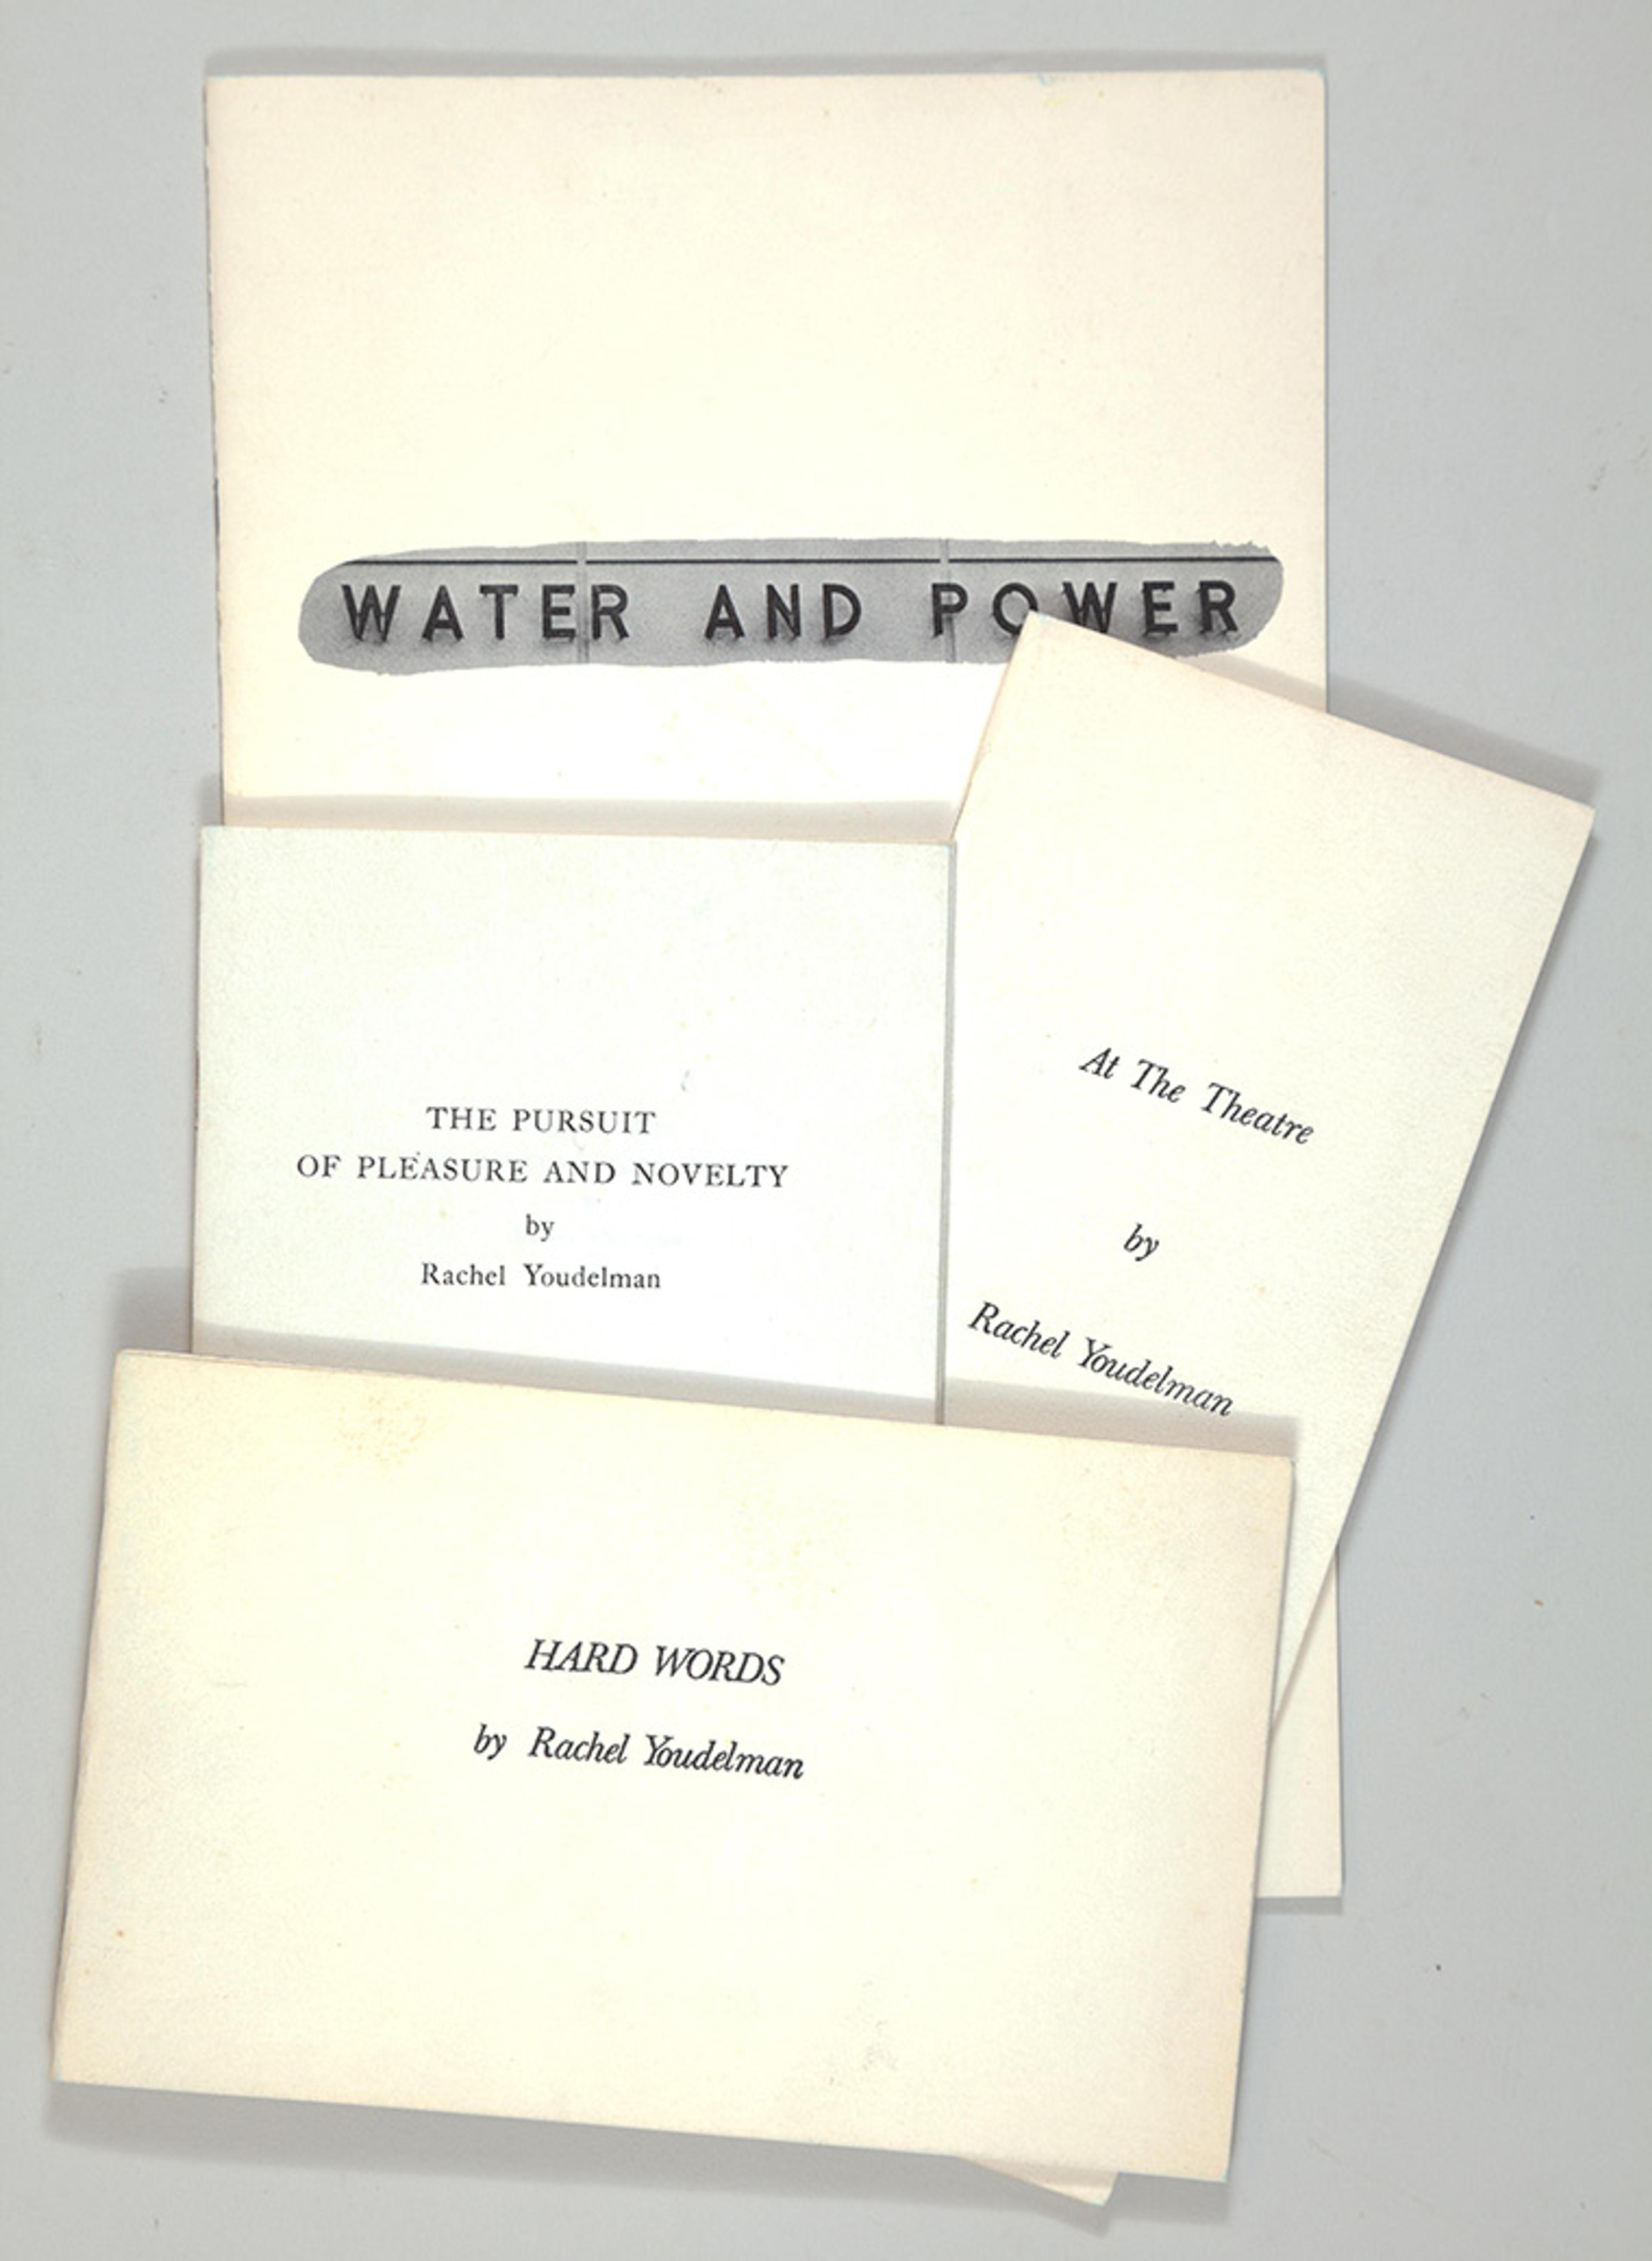 WATER AND POWER
THE PURSUIT
OF PLEASURE AND NOVELTY
by
Rachel Youdelman
At The Theatre
by
Rachel Youdelman
HARD WORDS
by Rachel Youdelman